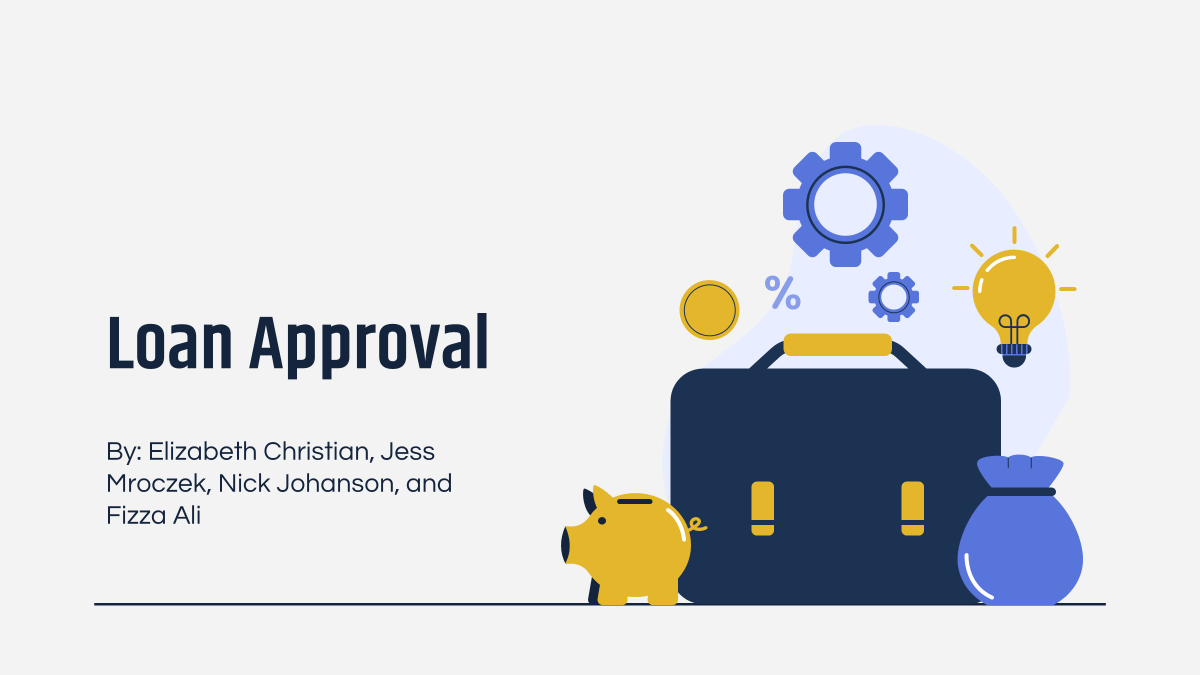 %
Loan Approval
By: Elizabeth Christian, Jess
Mroczek, Nick Johanson, and
Fizza Ali